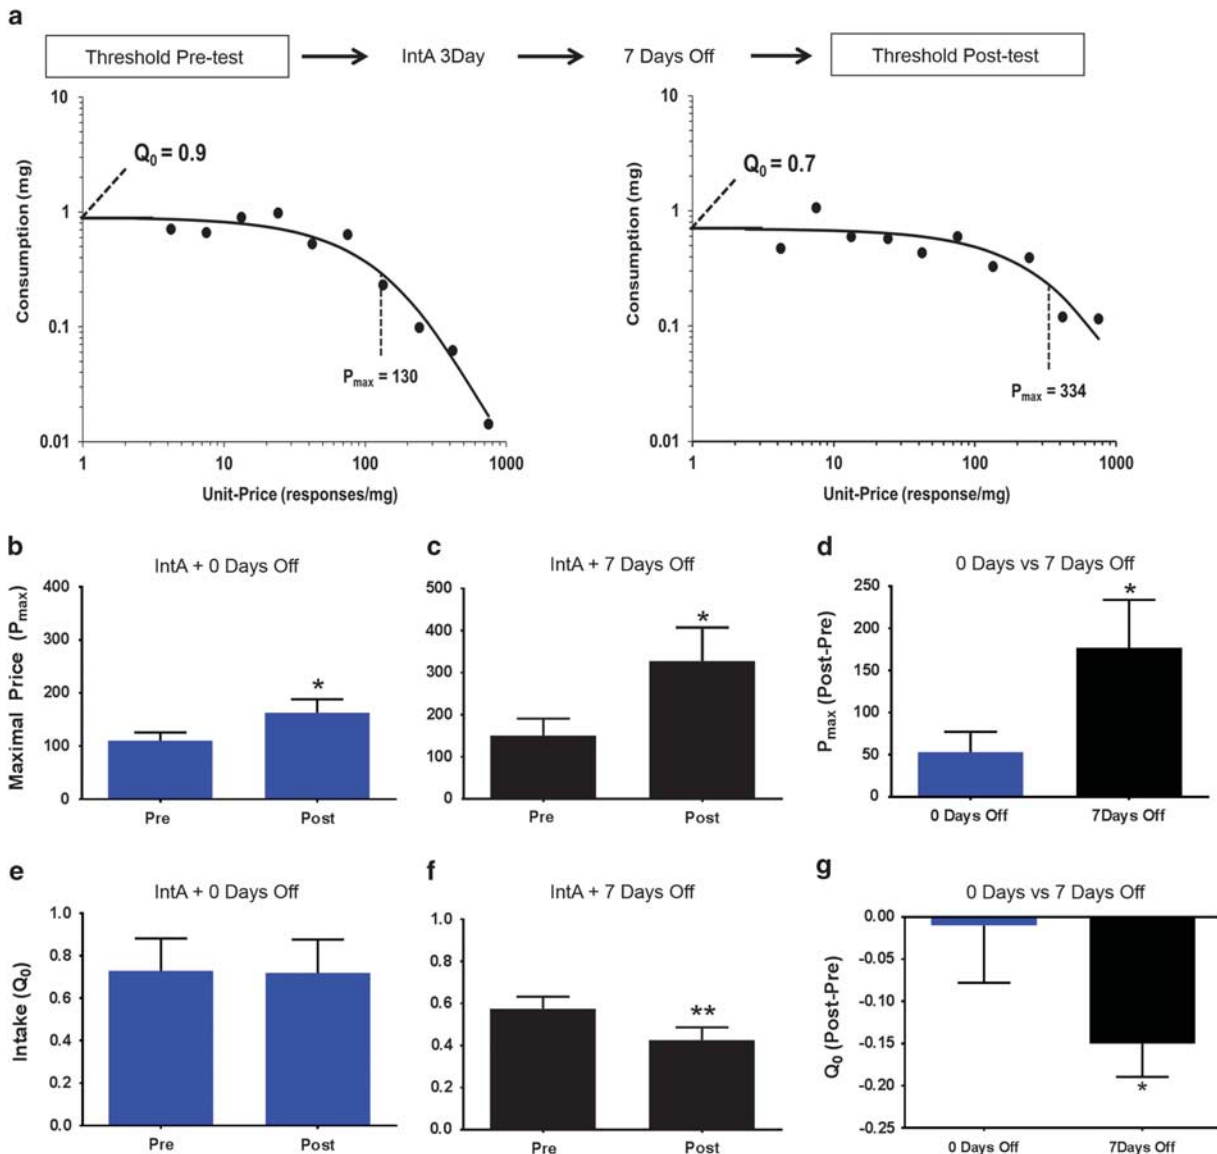 a
Threshold Pre-test
IntA 3Day
7 Days Off
Threshold Post-test
10
1
0.1
0.01
Consumption (mg)
Q0 = 0.9
Pmax = 130
1 10 100 1000
Unit-Price (responses/mg)
10
1
0.1
0.01
Consumption (mg)
Q0 = 0.7
Pmax = 334
1 10 100 1000
Unit-Price (response/mg)
b
IntA + 0 Days Off
Maximal Price (Pmax)
400
300
200
100
0
*
Pre Post
c
IntA + 7 Days Off
500
400
300
200
100
0
*
Pre Post
d
0 Days vs 7 Days Off
Pmax (Post-Pre)
250
200
150
100
50
0
*
0 Days Off 7Days Off
e
IntA + 0 Days Off
Intake (Q0)
1.0
0.8
0.6
0.4
0.2
0.0
Pre Post
f
IntA + 7 Days Off
1.0
0.8
0.6
0.4
0.2
0.0
**
Pre Post
g
0 Days vs 7 Days Off
Q0 (Post-Pre)
0.00
-0.05
-0.10
-0.15
-0.20
-0.25
*
0 Days Off 7Days Off